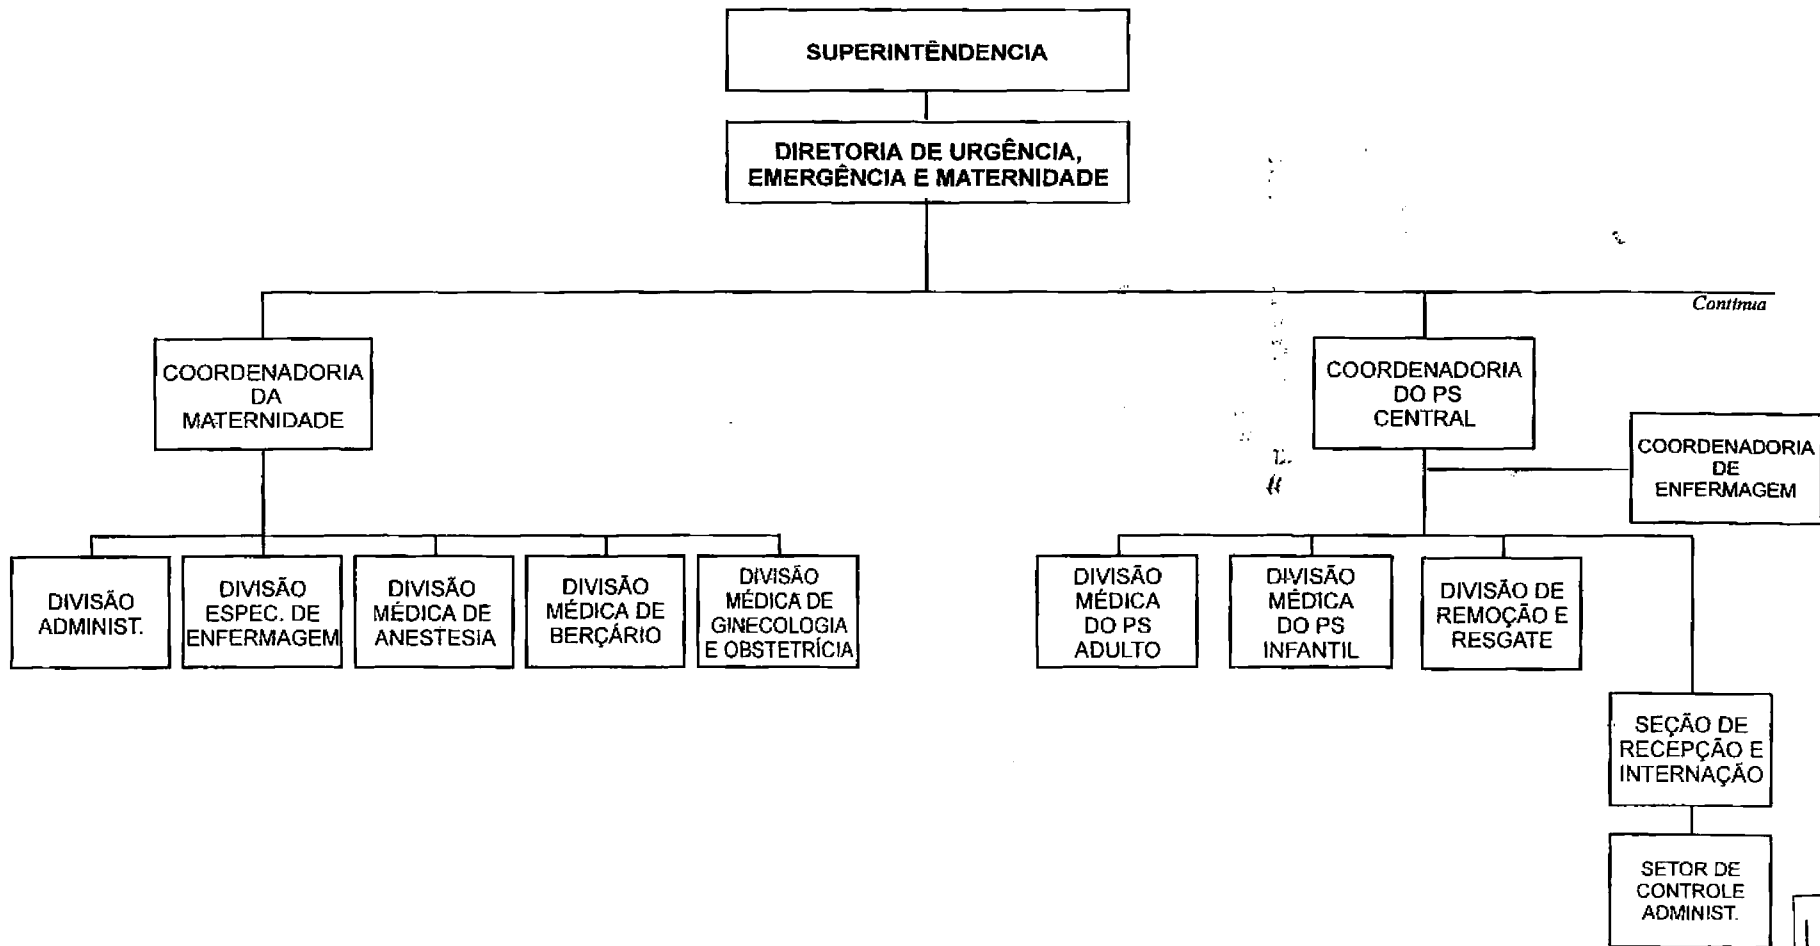 SUPERINTÊNDENCIA
DIRETORIA DE URGÊNCIA,
EMERGÊNCIA E MATERNIDADE
Continua
COORDENADORIA
DA
MATERNIDADE
COORDENADORIA
DO PS
CENTRAL
COORDENADORIA
DE
ENFERMAGEM
DIVISÃO
ADMINIST.
DIVISÃO
ESPEC. DE
ENFERMAGEM
DIVISÃO
MÉDICA DE
ANESTESIA
DIVISÃO
MÉDICA DE
BERÇÁRIO
DIVISÃO
MÉDICA DE
GINECOLOGIA
E OBSTETRÍCIA
DIVISÃO
MÉDICA
DO PS
ADULTO
DIVISÃO
MÉDICA
DO PS
INFANTIL
DIVISÃO DE
REMOÇÃO E
RESGATE
SEÇÃO DE
RECEPÇÃO E
INTERNAÇÃO
SETOR DE
CONTROLE
ADMINIST.